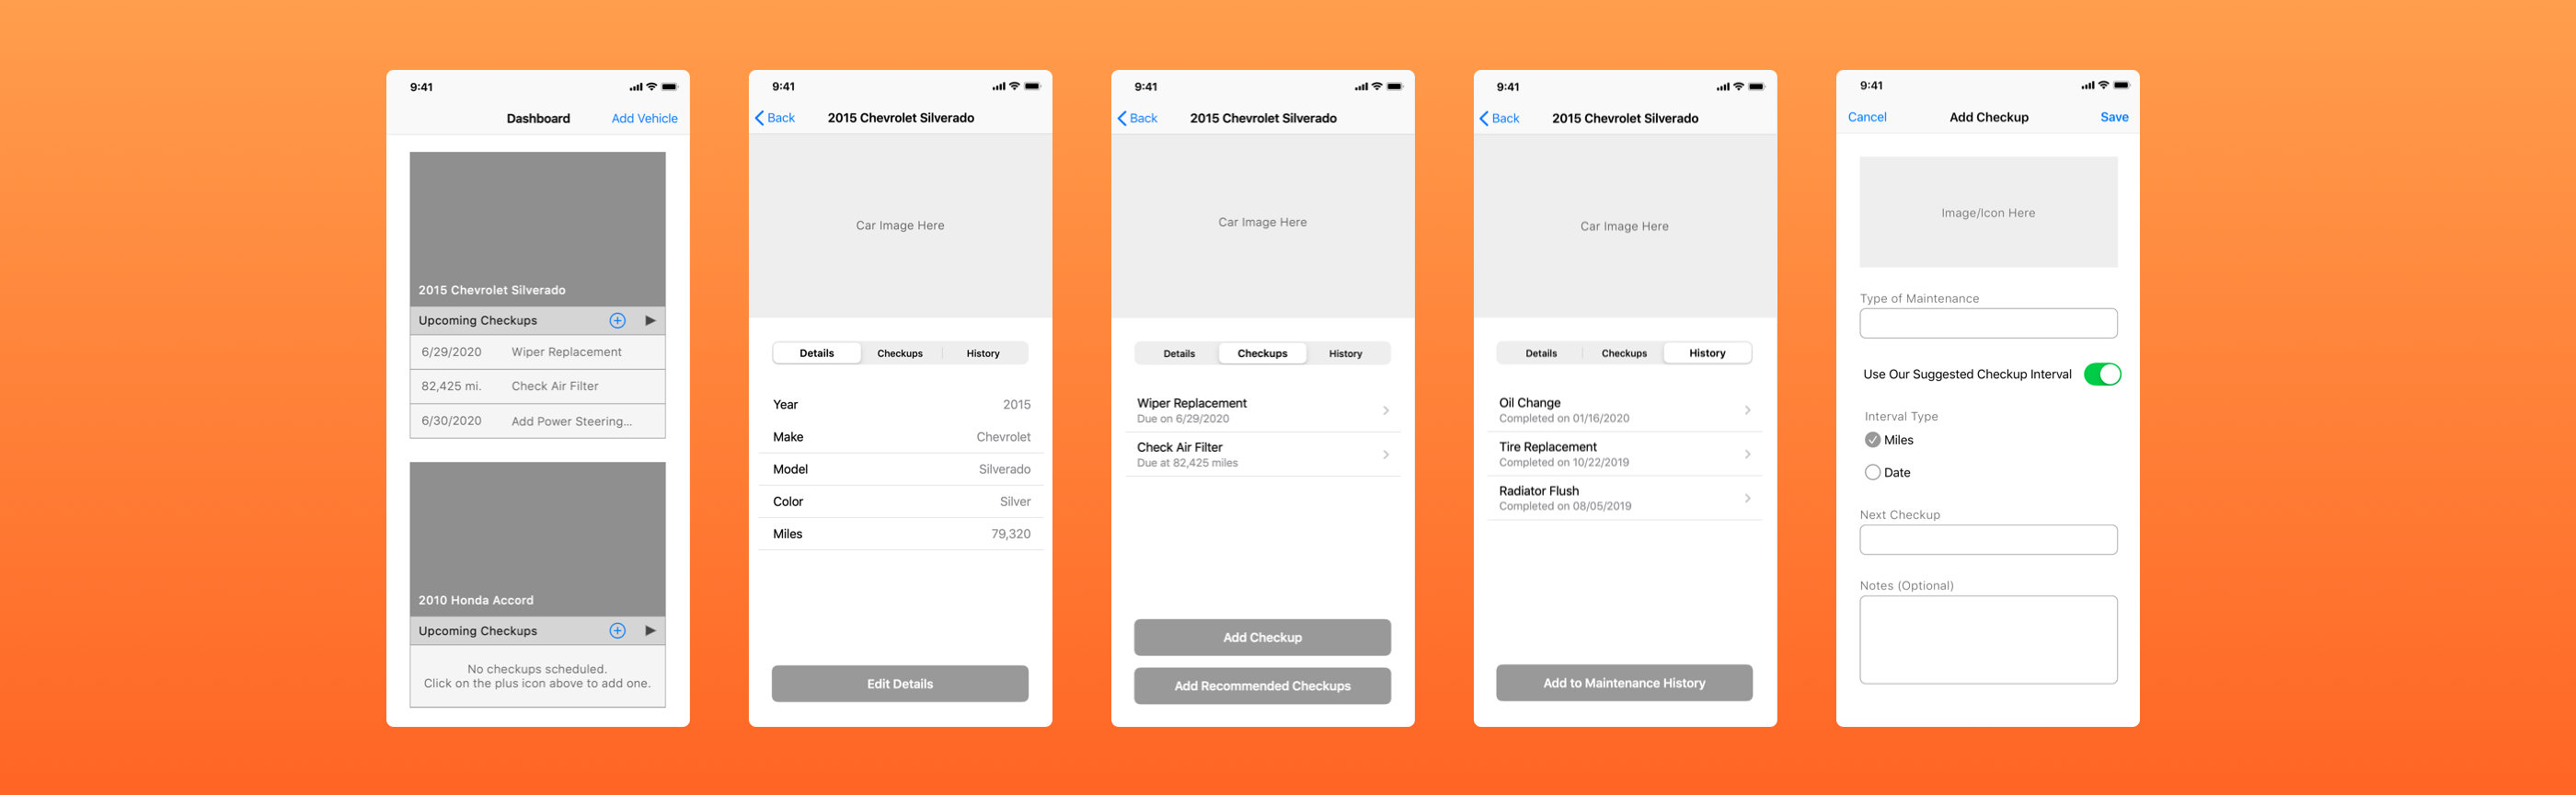 9:41
Dashboard Add Vehicle
2015 Chevrolet Silverado
Upcoming Checkups
6/29/2020 Wiper Replacement
82,425 mi. Check Air Filter
6/30/2020 Add Power Steering...
2010 Honda Accord
Upcoming Checkups
No checkups scheduled.
Click on the plus icon above to add one.
9:41
Back 2015 Chevrolet Silverado
Car Image Here
Details Checkups History
Year 2015
Make Chevrolet
Model Silverado
Color Silver
Miles 79,320
Edit Details
9:41
Back 2015 Chevrolet Silverado
Car Image Here
Details Checkups History
Wiper Replacement
Due on 6/29/2020
Check Air Filter
Due at 82,425 miles
Add Checkup
Add Recommended Checkups
9:41
Back 2015 Chevrolet Silverado
Car Image Here
Details Checkups History
Oil Change
Completed on 01/16/2020
Tire Replacement
Completed on 10/22/2019
Radiator Flush
Completed on 08/05/2019
Add to Maintenance History
9:41
Cancel Add Checkup Save
Image/Icon Here
Type of Maintenance
Use Our Suggested Checkup Interval
Interval Type
Miles
Date
Next Checkup
Notes (Optional)